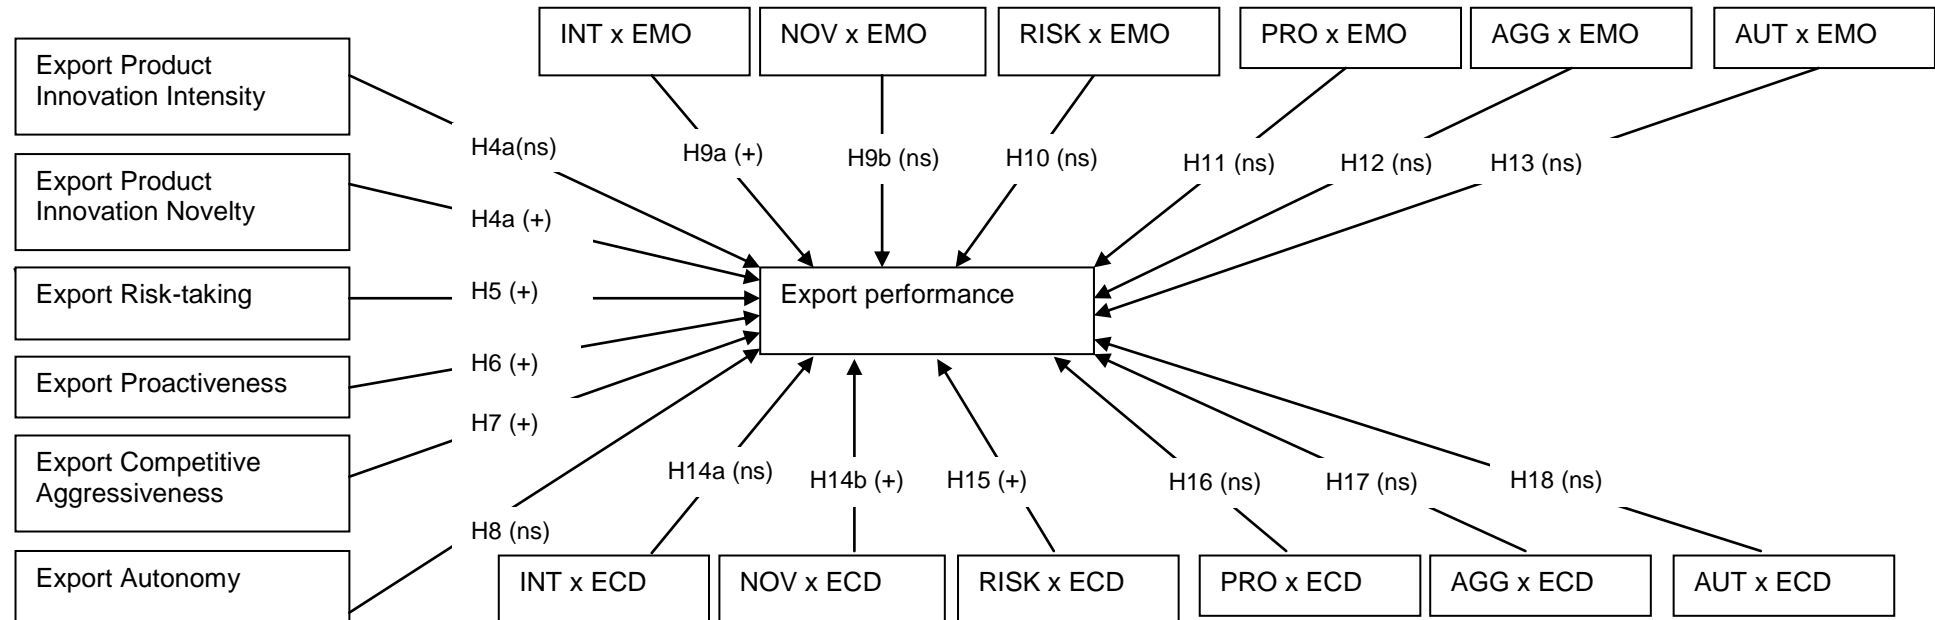 INT x EMO
NOV x EMO
RISK x EMO
PRO x EMO
AGG x EMO
AUT x EMO
Export Product
Innovation Intensity
H4a(ns)
H9a (+)
H9b (ns)
H10 (ns)
H11 (ns)
H12 (ns)
H13 (ns)
Export Product
Innovation Novelty
H4a (+)
Export Risk-taking
H5 (+)
Export performance
Export Proactiveness
H6 (+)
H7 (+)
Export Competitive
Aggressiveness
H14a (ns)
H14b (+)
H15 (+)
H16 (ns)
H17 (ns)
H18 (ns)
H8 (ns)
Export Autonomy
INT x ECD
NOV x ECD
RISK x ECD
PRO x ECD
AGG x ECD
AUT x ECD